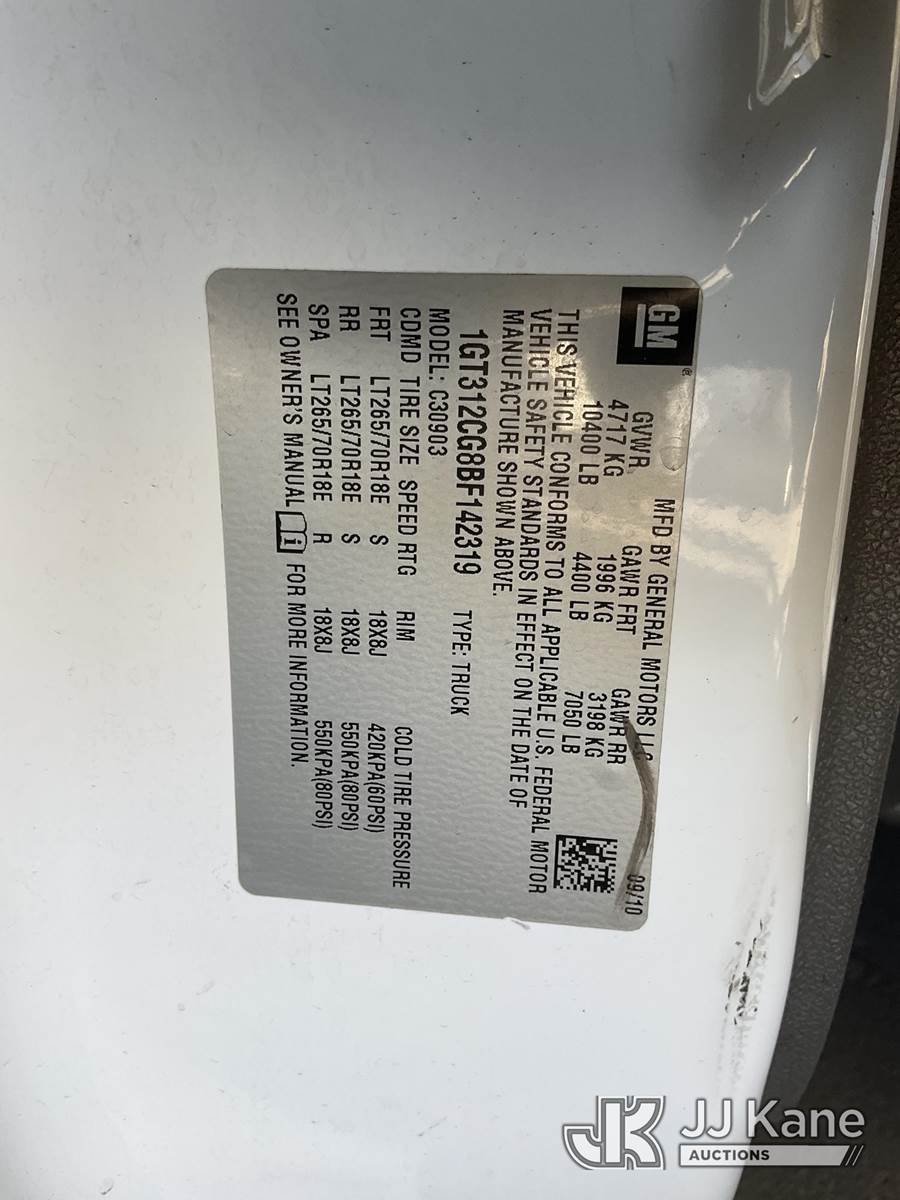 GM®
MFD BY GENERAL MOTORS LLC 09/10
GVWR GAWR FRT GAWR RR
4717 KG 1996 KG 3198 KG
10400 LB 4400 LB 7050 LB
THIS VEHICLE CONFORMS TO ALL APPLICABLE U.S. FEDERAL MOTOR
VEHICLE SAFETY STANDARDS IN EFFECT ON THE DATE OF
MANUFACTURE SHOWN ABOVE.
1GT312CG8BF142319 TYPE: TRUCK
MODEL: C30903
CDMD TIRE SIZE SPEED RTG RIM COLD TIRE PRESSURE
FRT LT265/70R18E S 18X8J 420KPA(60PSI)
RR LT265/70R18E S 18X8J 550KPA(80PSI)
SPA LT265/70R18E R 18X8J 550KPA(80PSI)
SEE OWNER'S MANUAL i FOR MORE INFORMATION.
JK JJ Kane
AUCTIONS